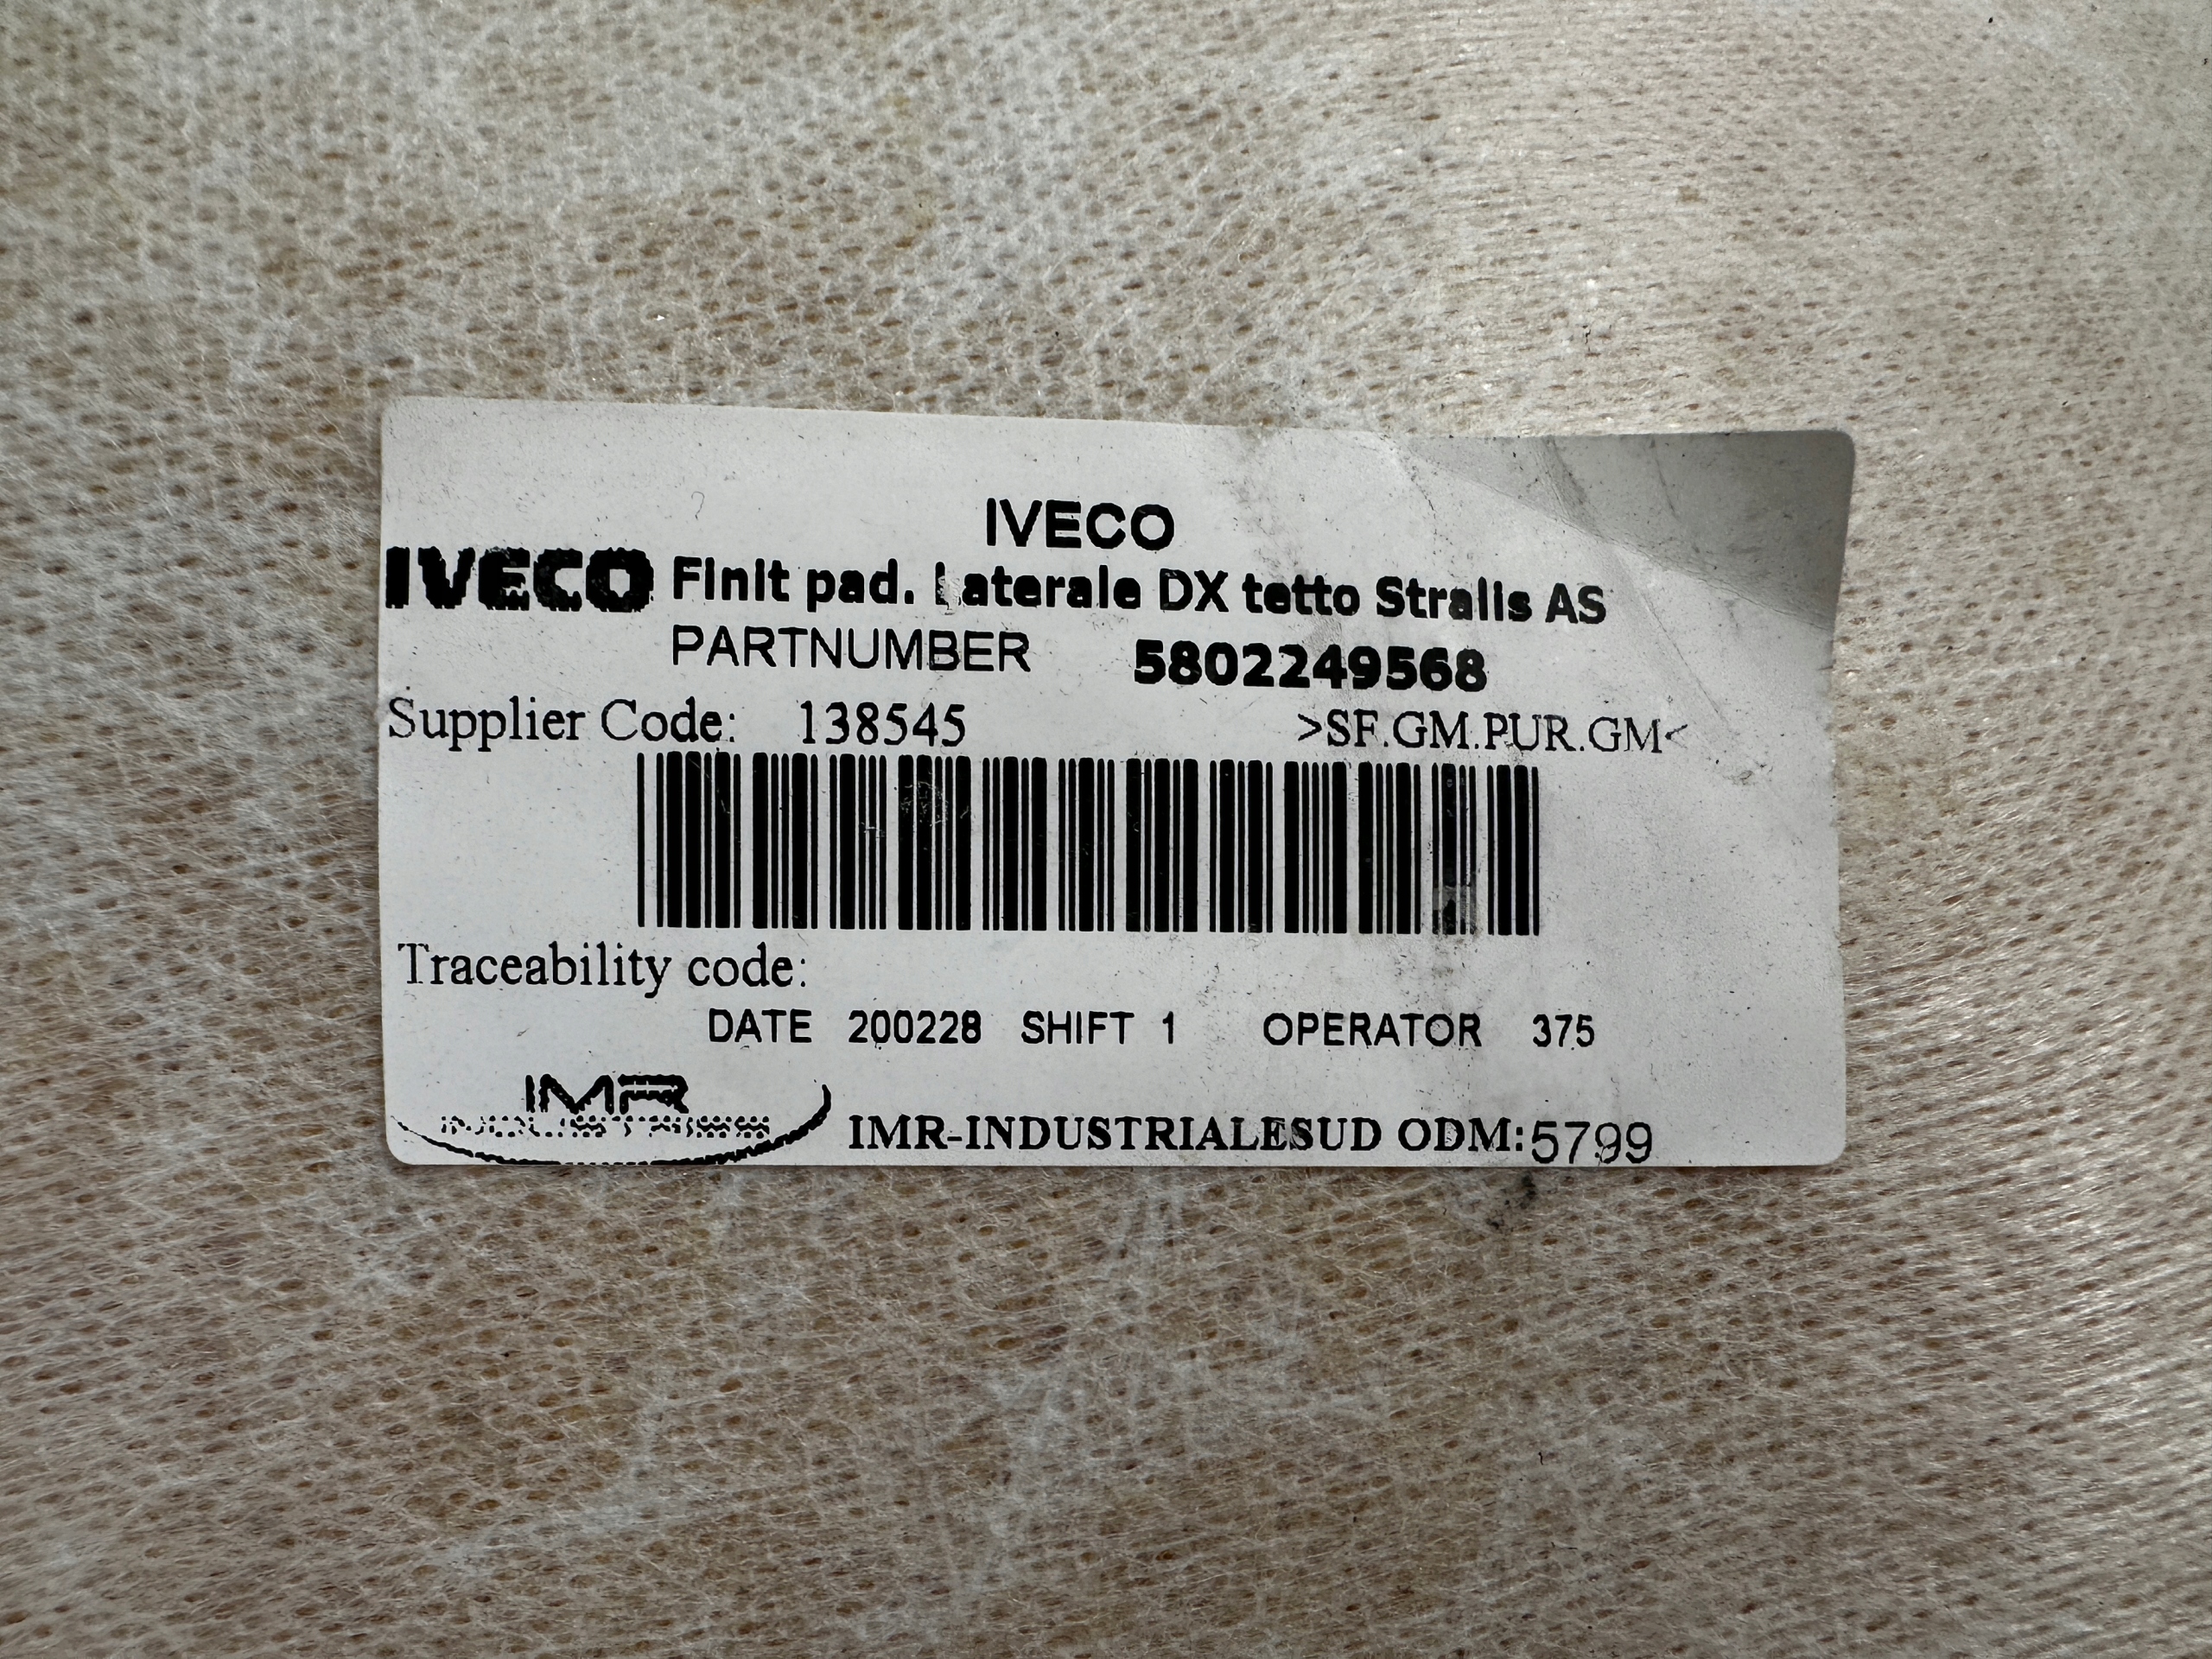 IVECO
IVECO Finit pad. Laterale DX tetto Stralis AS
PARTNUMBER 5802249568
Supplier Code: 138545 >SF.GM.PUR.GM<
Traceability code:
DATE 200228 SHIFT 1 OPERATOR 375
IMR
INDUSTRIES
IMR-INDUSTRIALESUD ODM:5799